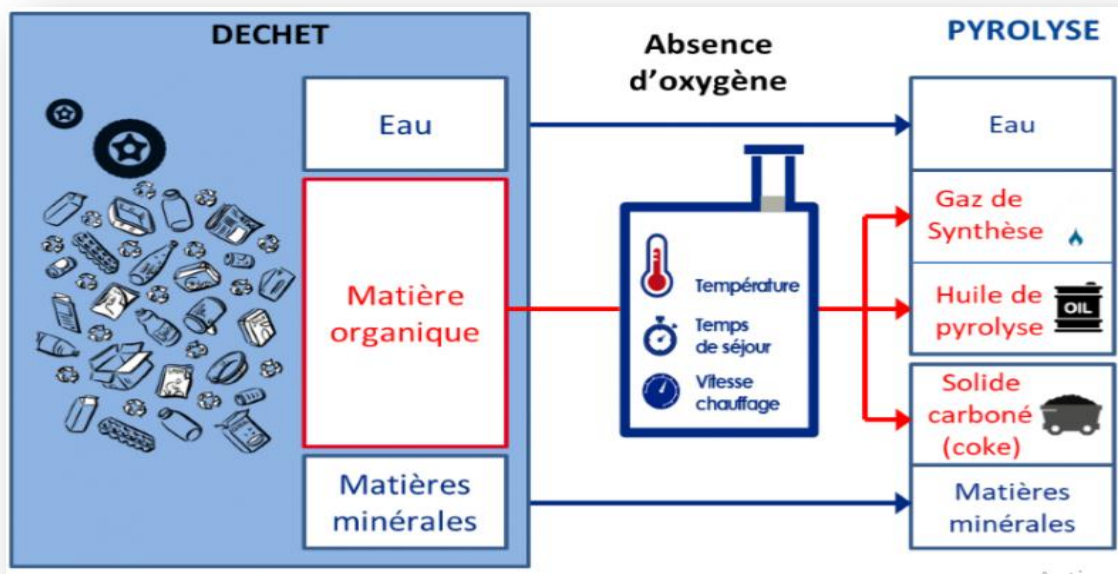 DECHET
Eau
Matière
organique
Matières
minérales
Absence
d'oxygène
Température
Temps
de séjour
Vitesse
chauffage
PYROLYSE
Eau
Gaz de
Synthèse
Huile de
pyrolyse
OIL
Solide
carboné
(coke)
Matières
minérales